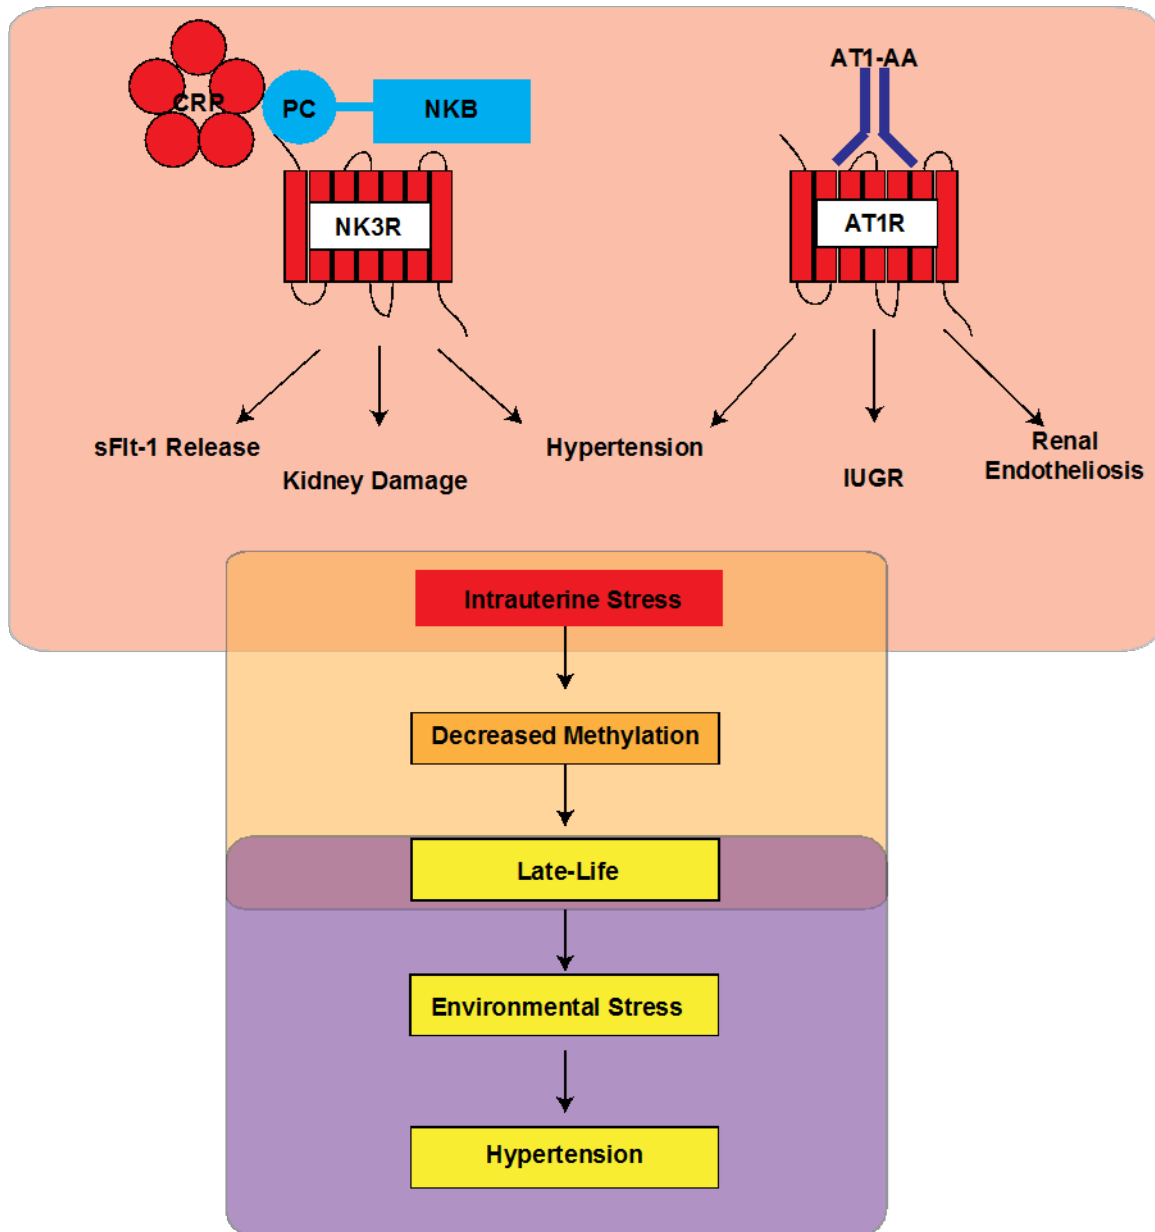 AT1-AA
CRP
PC
NKB
NK3R
AT1R
sFlt-1 Release
Kidney Damage
Hypertension
IUGR
Renal
Endotheliosis
Intrauterine Stress
Decreased Methylation
Late-Life
Environmental Stress
Hypertension